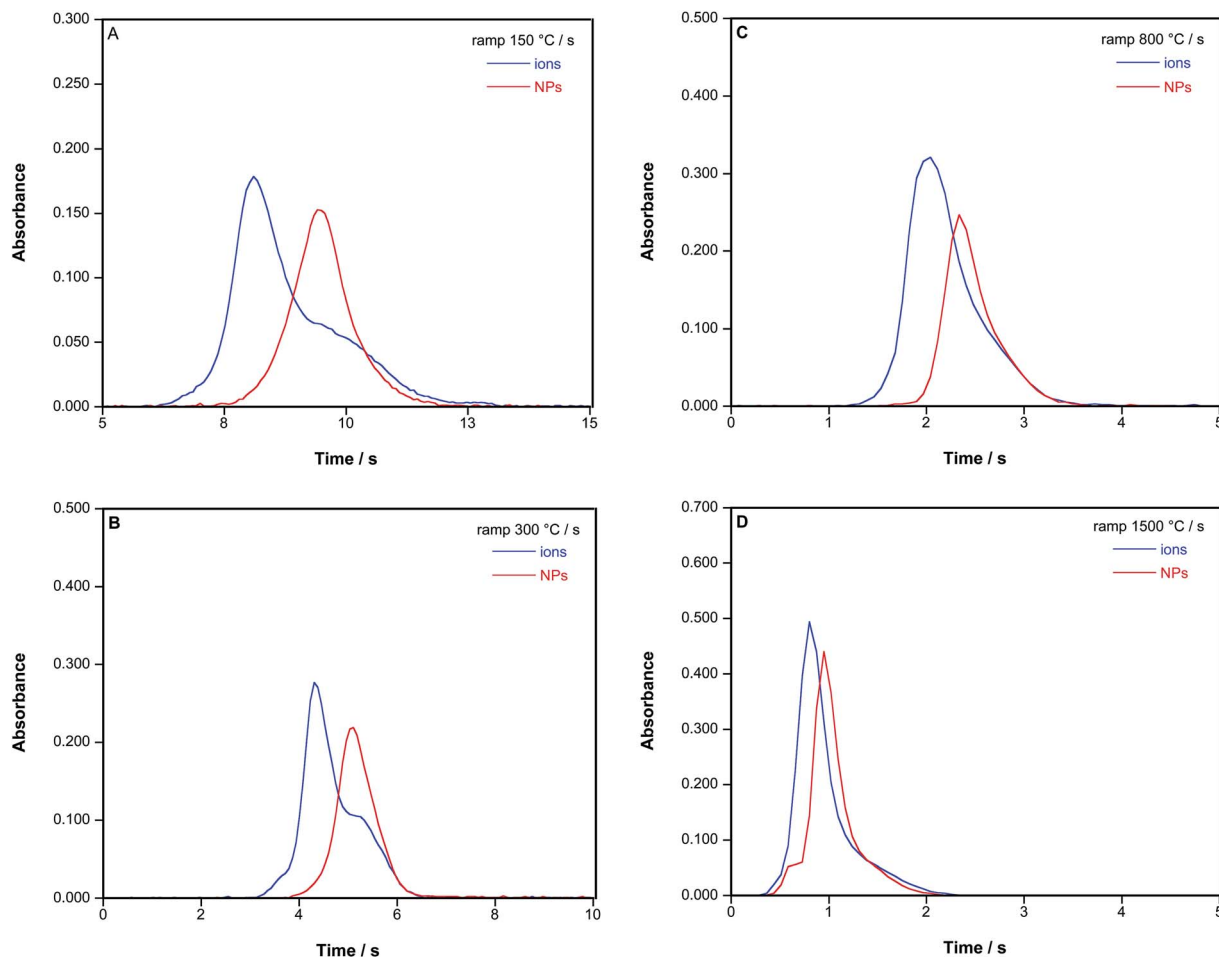 A
ramp 150 °C / s
ions
NPs
0.300
0.250
0.200
0.150
0.100
0.050
0.000
Absorbance
5
8
10
13
15
Time / s
C
ramp 800 °C / s
ions
NPs
0.500
0.400
0.300
0.200
0.100
0.000
Absorbance
0
1
2
3
4
5
Time / s
B
ramp 300 °C / s
ions
NPs
0.500
0.400
0.300
0.200
0.100
0.000
Absorbance
0
2
4
6
8
10
Time / s
D
ramp 1500 °C / s
ions
NPs
0.700
0.600
0.500
0.400
0.300
0.200
0.100
0.000
Absorbance
0
1
2
3
4
5
Time / s